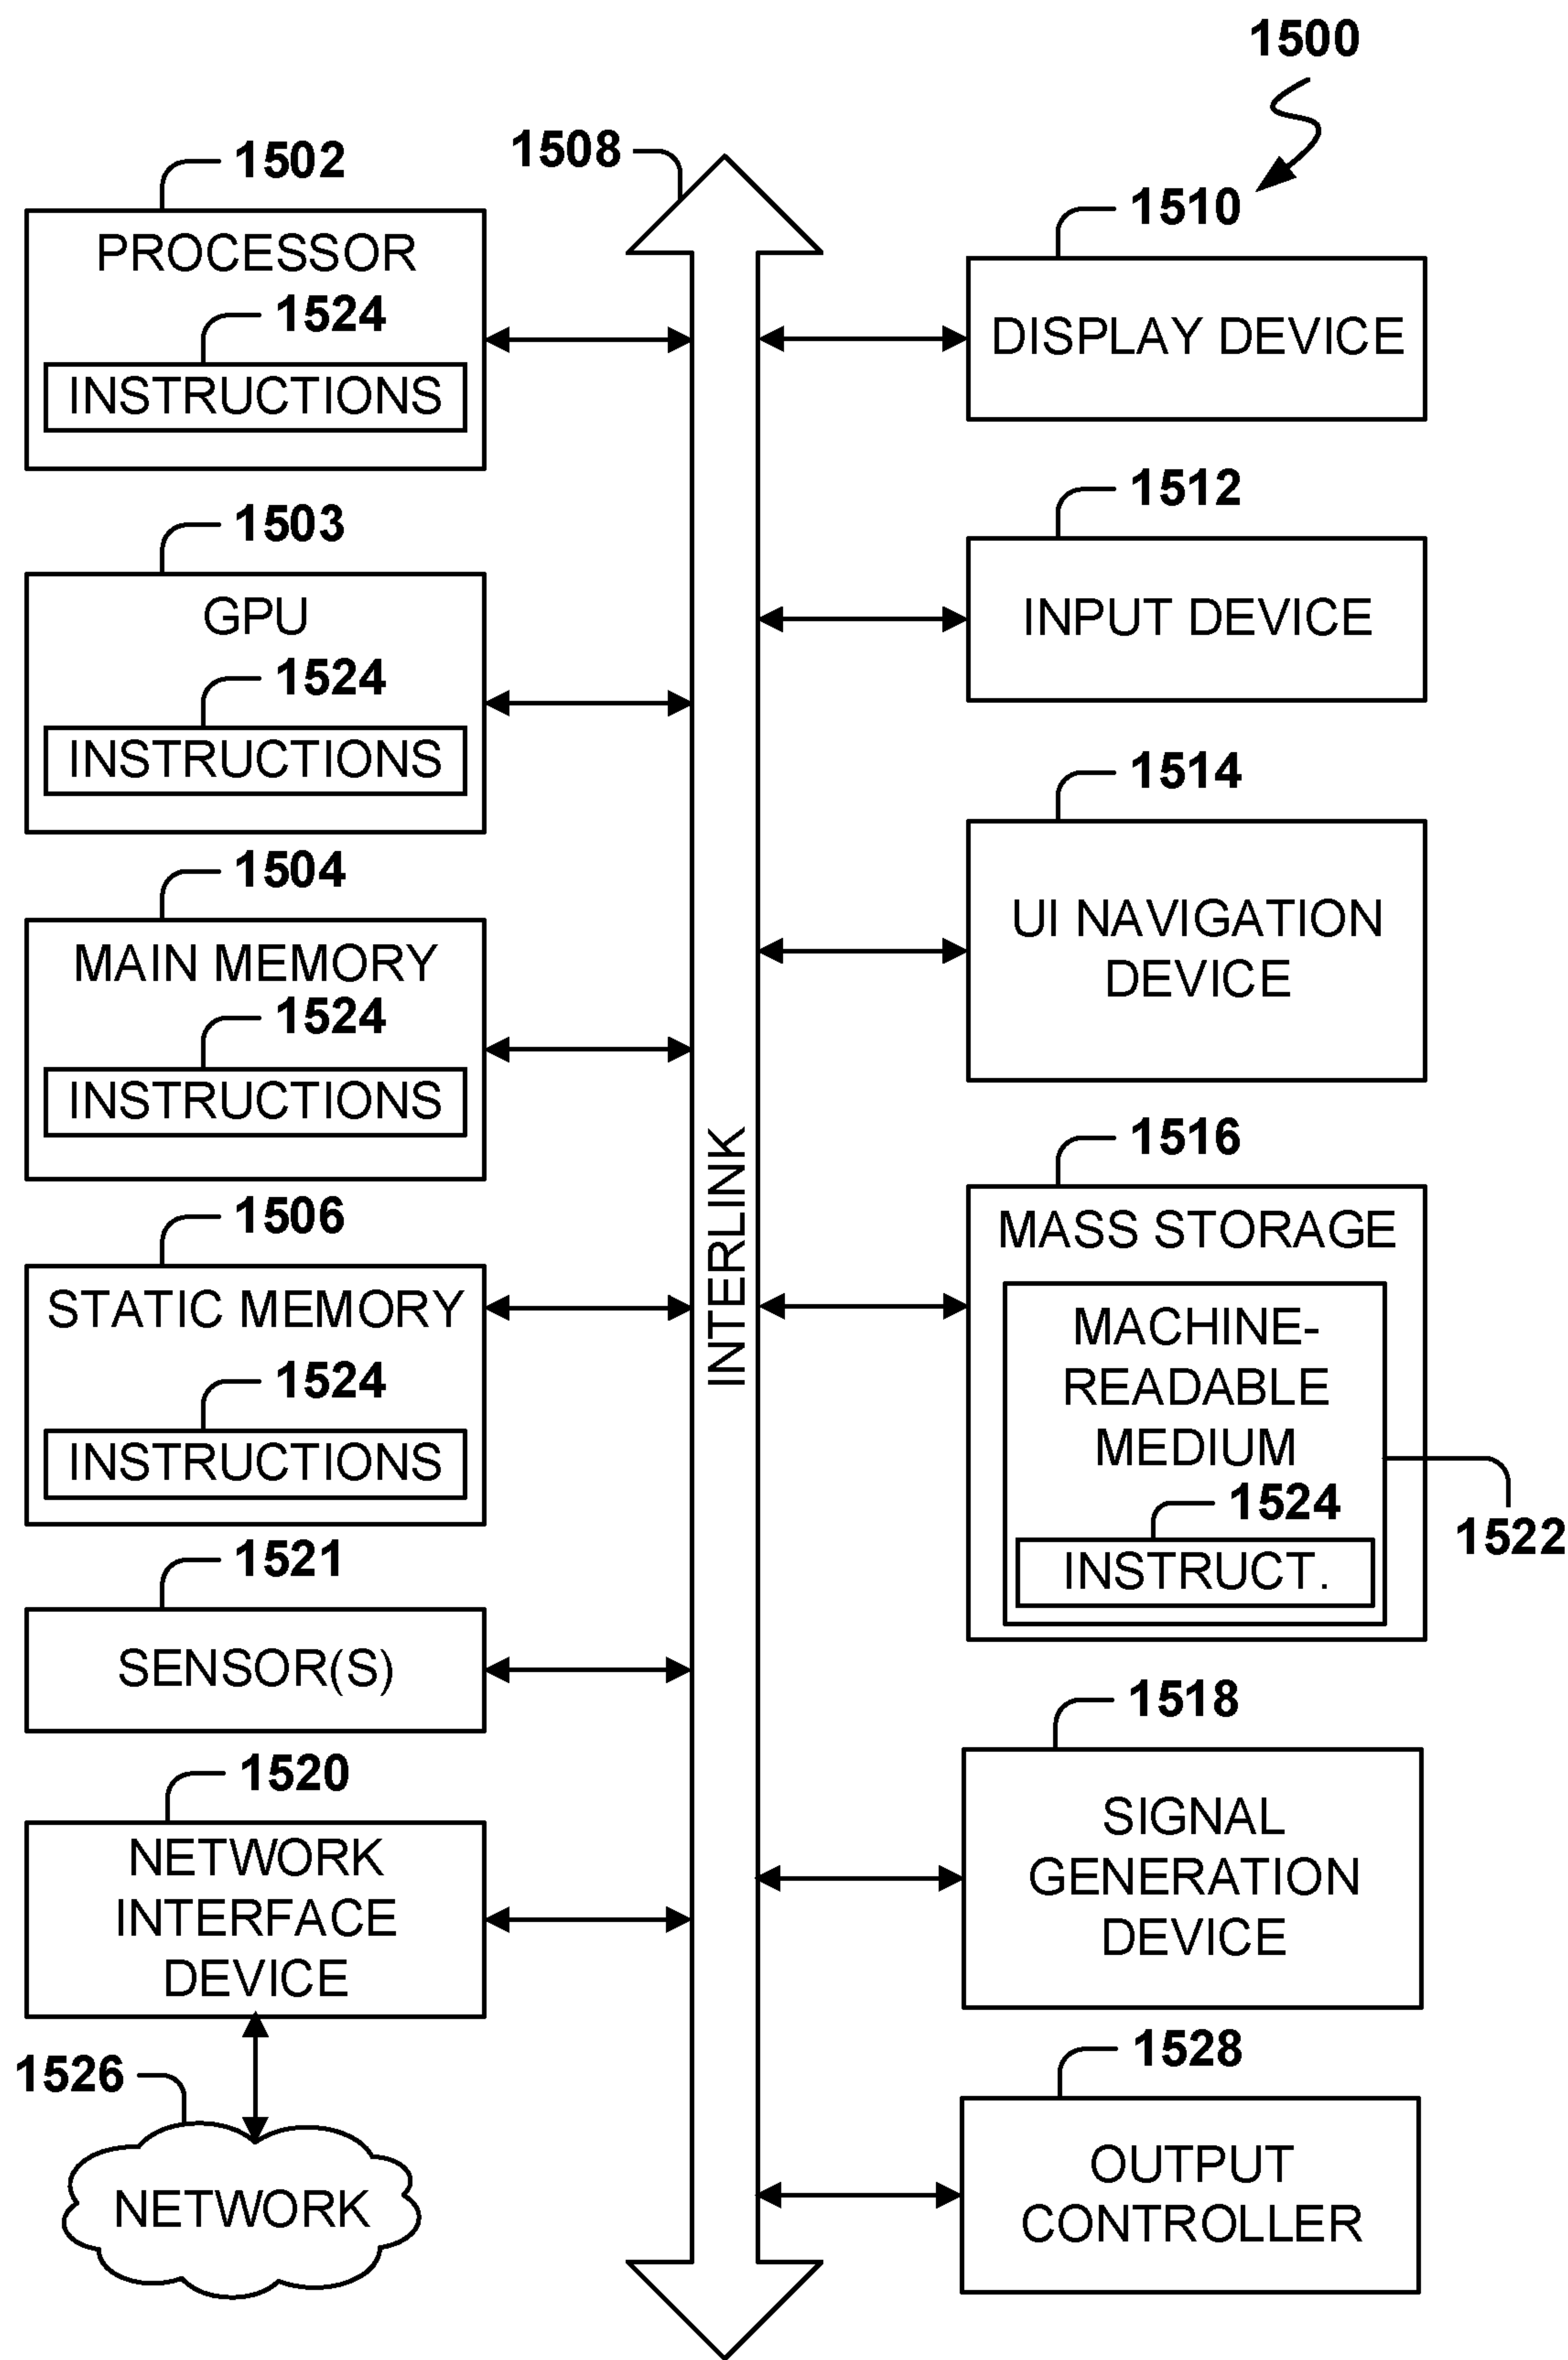 1500
1508
1502
PROCESSOR
1524
INSTRUCTIONS
1503
GPU
1524
INSTRUCTIONS
1504
MAIN MEMORY
1524
INSTRUCTIONS
1506
STATIC MEMORY
1524
INSTRUCTIONS
1521
SENSOR(S)
1520
NETWORK
INTERFACE
DEVICE
1526
NETWORK
INTERLINK
1510
DISPLAY DEVICE
1512
INPUT DEVICE
1514
UI NAVIGATION
DEVICE
1516
MASS STORAGE
MACHINE-
READABLE
MEDIUM
1524
INSTRUCT.
1522
1518
SIGNAL
GENERATION
DEVICE
1528
OUTPUT
CONTROLLER